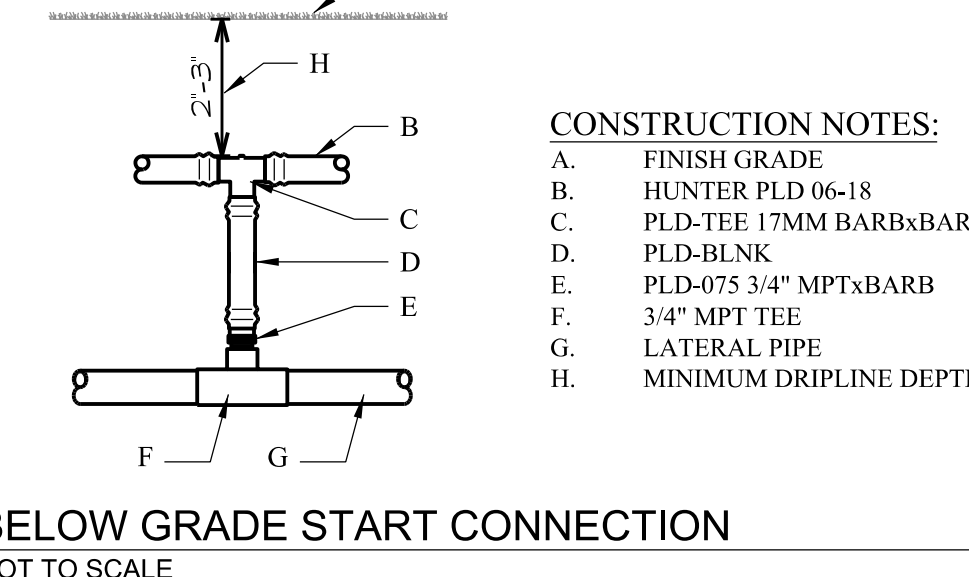 H
2"-3"
B
C
D
E
F
G
CONSTRUCTION NOTES:
A. FINISH GRADE
B. HUNTER PLD 06-18
C. PLD-TEE 17MM BARBxBAR
D. PLD-BLNK
E. PLD-075 3/4" MPTxBARB
F. 3/4" MPT TEE
G. LATERAL PIPE
H. MINIMUM DRIPLINE DEPT
BELOW GRADE START CONNECTION
OT TO SCALE